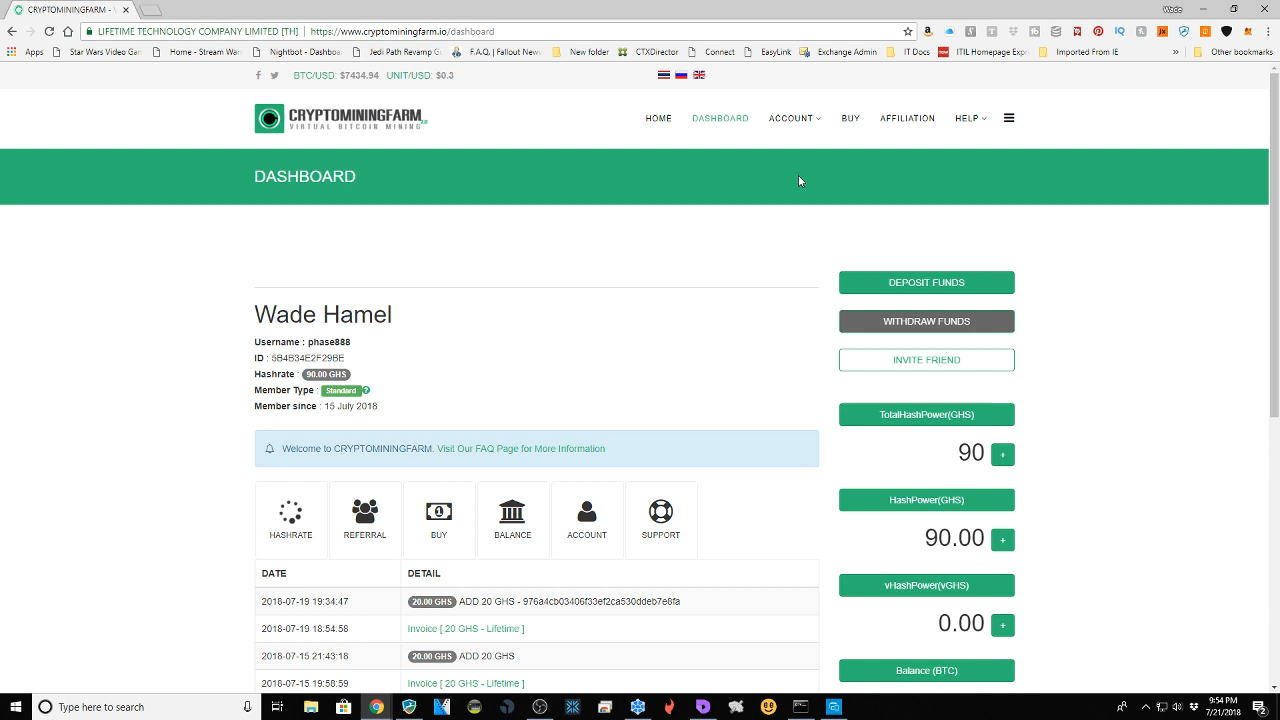 CRYPTOMININGFARM - V
Wade
LIFETIME TECHNOLOGY COMPANY LIMITED [TH] https://www.cryptominingfarm.io/dashboard
Apps Star Wars Video Gam Home - Stream War Nightbot - Dashboar Jedi Path Revamp Gu F.A.Q. | Fallout New New folder CTXDirector Connect EasyLink Exchange Admin IT Docs ITIL Homepage Expr Imported From IE » Other bookmarks
BTC/USD: $7434.94 UNIT/USD: $0.3
CRYPTOMININGFARM
VIRTUAL BITCOIN MINING
HOME DASHBOARD ACCOUNT BUY AFFILIATION HELP
DASHBOARD
DEPOSIT FUNDS
Wade Hamel
WITHDRAW FUNDS
Username : phase888
ID : 5B4B34E2F29BE
INVITE FRIEND
Hashrate : 90.00 GHS
Member Type : Standard ?
Member since : 15 July 2018
TotalHashPower(GHS)
Welcome to CRYPTOMININGFARM. Visit Our FAQ Page for More Information
90 +
HashPower(GHS)
HASHRATE REFERRAL BUY BALANCE ACCOUNT SUPPORT
90.00 +
DATE DETAIL
vHashPower(vGHS)
2018-07-19 20.00 GHS ADD 20 GHS -
2018-07-19 18:54:58 Invoice [ 20 GHS - Lifetime ]
0.00 +
2018-07-15 21:43:18 20.00 GHS ADD 20 GHS
Balance (BTC)
2018-07-15 19:58:59 Invoice [ 20 GHS - Lifetime ]
Type here to search
9:54 PM
7/21/2018